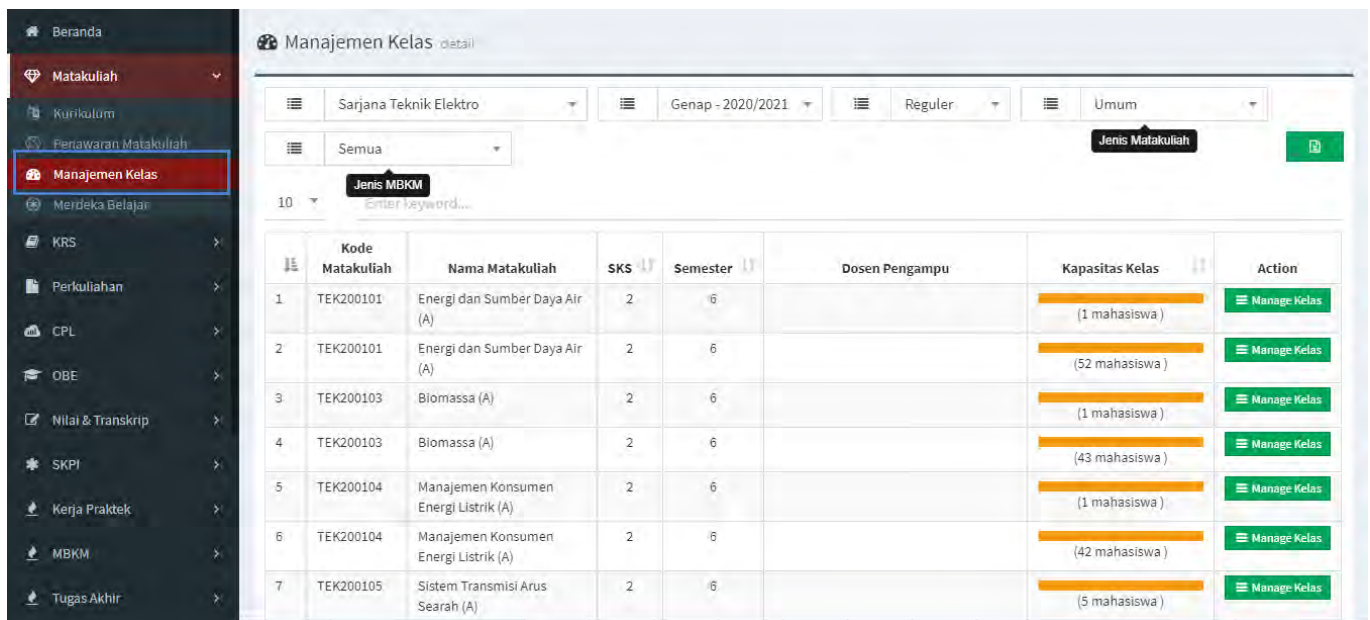 Beranda
Matakuliah
Kurikulum
Penawaran Matakuliah
Manajemen Kelas
Merdeka Belajar
KRS
Perkuliahan
CPL
OBE
Nilai & Transkrip
SKPI
Kerja Praktek
MBKM
Tugas Akhir
Manajemen Kelas detail
Sarjana Teknik Elektro Genap - 2020/2021 Reguler Umum
Jenis Matakuliah
Semua
Jenis MBKM
10 Enter keyword...
Kode
Matakuliah Nama Matakuliah SKS Semester Dosen Pengampu Kapasitas Kelas Action
1 TEK200101 Energi dan Sumber Daya Air 2 6 Manage Kelas
(A) (1 mahasiswa )
2 TEK200101 Energi dan Sumber Daya Air 2 6 Manage Kelas
(A) (52 mahasiswa )
3 TEK200103 Biomassa (A) 2 6 Manage Kelas
(1 mahasiswa )
4 TEK200103 Biomassa (A) 2 6 Manage Kelas
(43 mahasiswa )
5 TEK200104 Manajemen Konsumen 2 6 Manage Kelas
Energi Listrik (A) (1 mahasiswa )
6 TEK200104 Manajemen Konsumen 2 6 Manage Kelas
Energi Listrik (A) (42 mahasiswa )
7 TEK200105 Sistem Transmisi Arus 2 6 Manage Kelas
Searah (A) (5 mahasiswa )